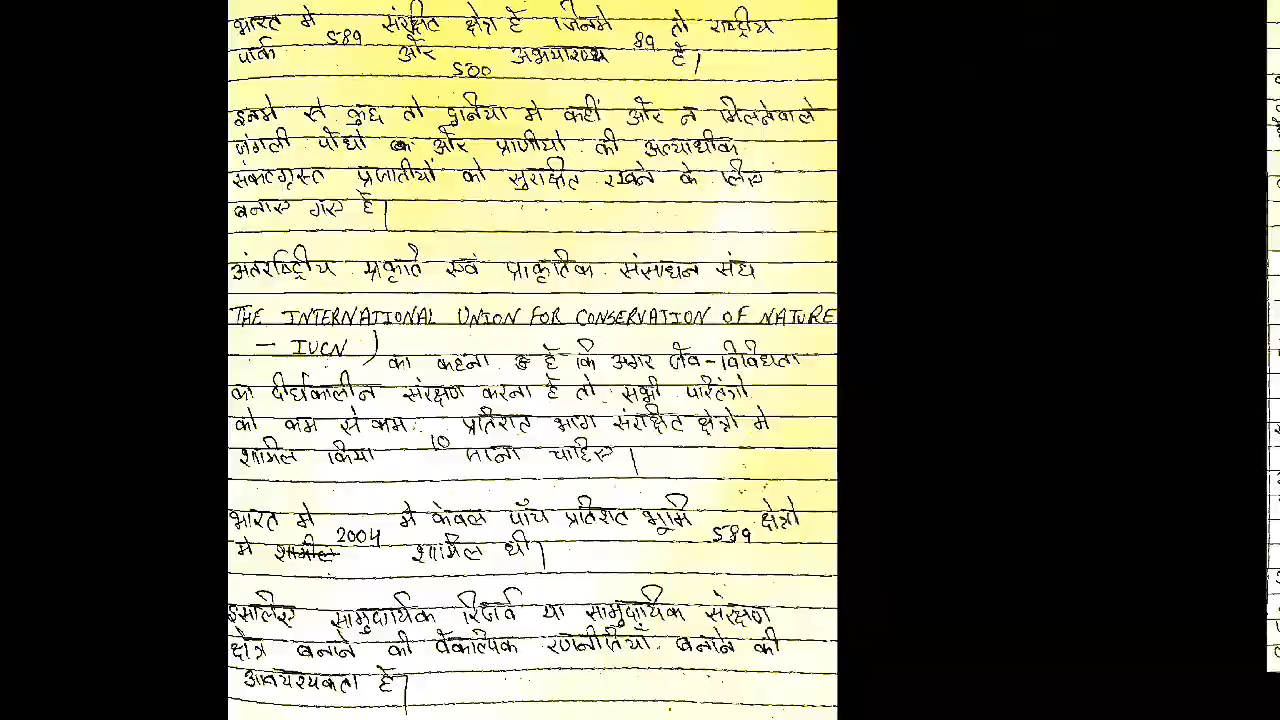 भारत मे 589 संरक्षित क्षेत्र है जिनमे 89 तो राष्ट्रीय
पार्क और 500 अभयारण्य है।
इनमे से कुछ तो दुनिया मे कहीं और न मिलनेवाले
जंगली पौधो और प्राणीयो की अत्याधीक
संकटग्रस्त प्रजातीयों को सुरक्षित रखने के लिए
बनाए गए है।
अंतरराष्ट्रीय प्रकृति एवं प्राकृतिक संसाधन संघ
THE INTERNATIONAL UNION FOR CONSERVATION OF NATURE
- IUCN) का कहना है कि अगर जैव-विविधता
का दीर्घकालीन संरक्षण करना है तो सभी पारितंत्रो
को कम से कम 10 प्रतिशत भाग संरक्षित क्षेत्रो मे
शामिल किया जाना चाहिए।
भारत मे 2004 मे केवल पाँच प्रतिशत भूमि 589 क्षेत्रो
मे शामिल थी।
इसलिए सामुदायिक रिजर्व या सामुदायिक संरक्षण
क्षेत्र बनाने की वैकल्पिक रणनीतियाँ बनाने की
आवयश्यकता है।